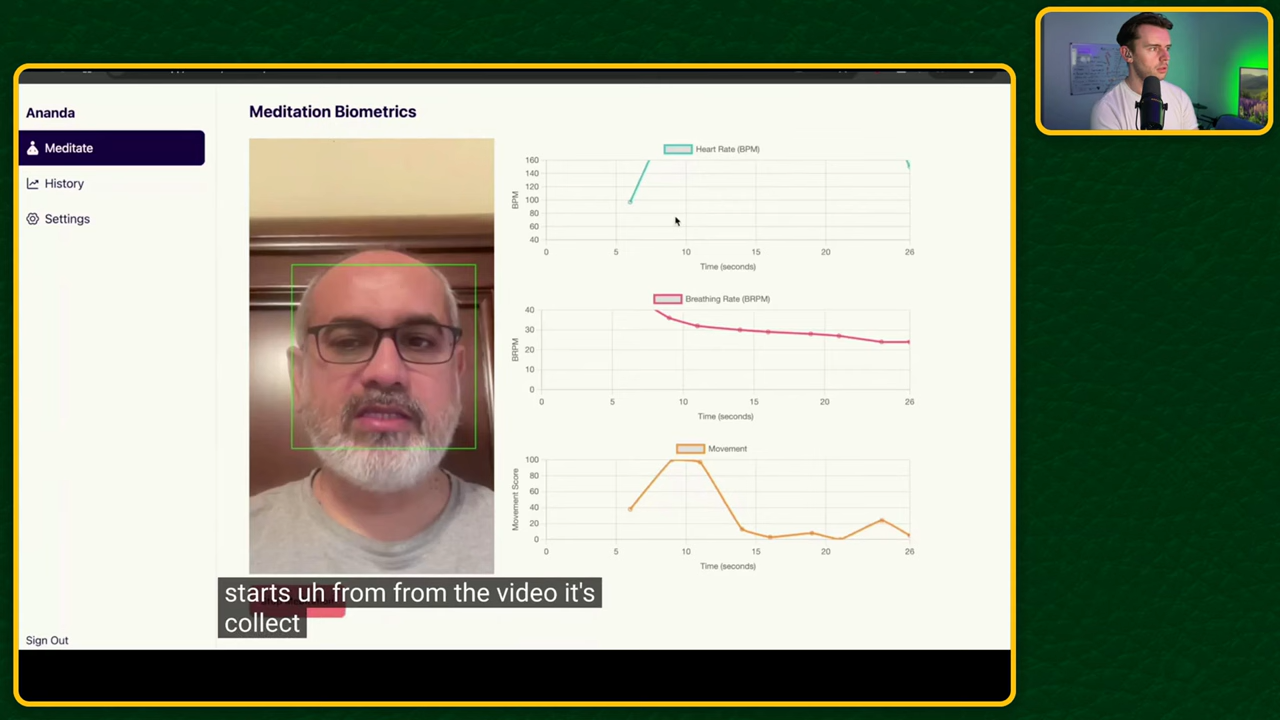 Ananda
Meditate
History
Settings
Sign Out
Meditation Biometrics
Heart Rate (BPM)
160
140
120
100
80
60
40
BPM
0 5 10 15 20 26
Time (seconds)
Breathing Rate (BRPM)
40
30
20
10
0
BRPM
0 5 10 15 20 26
Time (seconds)
Movement
100
80
60
40
20
0
Movement Score
0 5 10 15 20 26
Time (seconds)
starts uh from from the video it's
collect